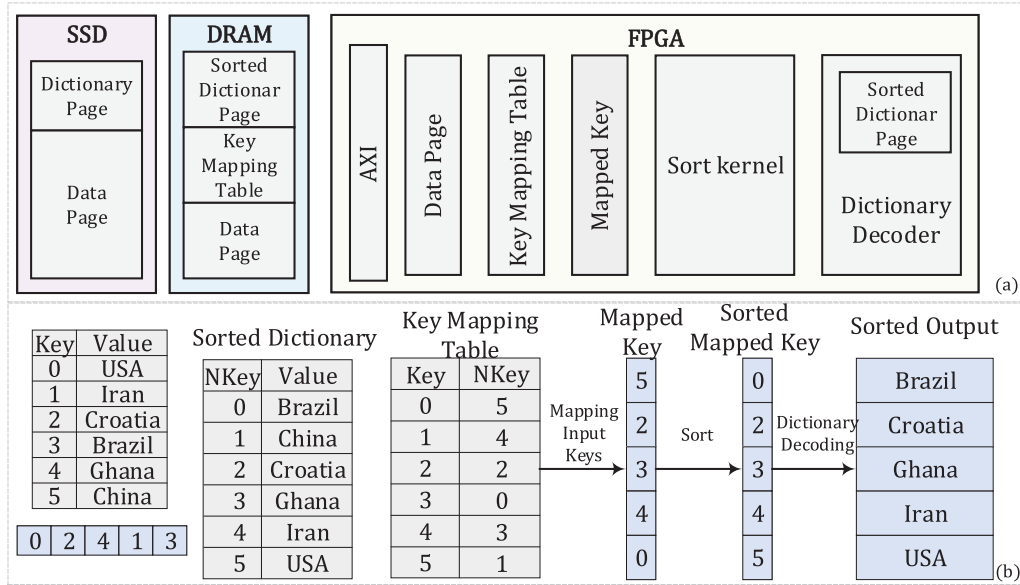 SSD
Dictionary
Page
Data
Page
DRAM
Sorted
Dictionar
Page
Key
Mapping
Table
Data
Page
FPGA
AXI
Data Page
Key Mapping Table
Mapped Key
Sort kernel
Sorted
Dictionar
Page
Dictionary
Decoder
(a)
Key Value
0 USA
1 Iran
2 Croatia
3 Brazil
4 Ghana
5 China
0 2 4 1 3
Sorted Dictionary
NKey Value
0 Brazil
1 China
2 Croatia
3 Ghana
4 Iran
5 USA
Key Mapping
Table
Key NKey
0 5
1 4
2 2
3 0
4 3
5 1
Mapping
Input
Keys
Mapped
Key
5
2
3
4
0
Sort
Sorted
Mapped Key
0
2
3
4
5
Dictionary
Decoding
Sorted Output
Brazil
Croatia
Ghana
Iran
USA
(b)